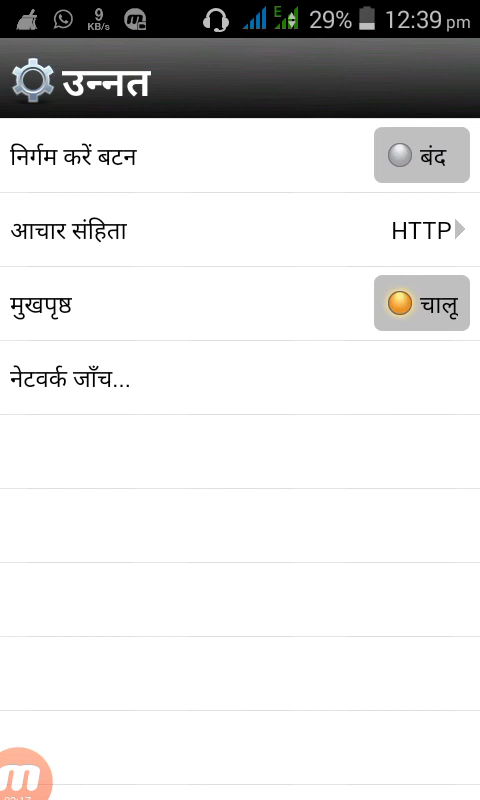 9
KB/s
E
29%
12:39 pm
उन्नत
निर्गम करें बटन
बंद
आचार संहिता
HTTP
मुखपृष्ठ
चालू
नेटवर्क जाँच...
m